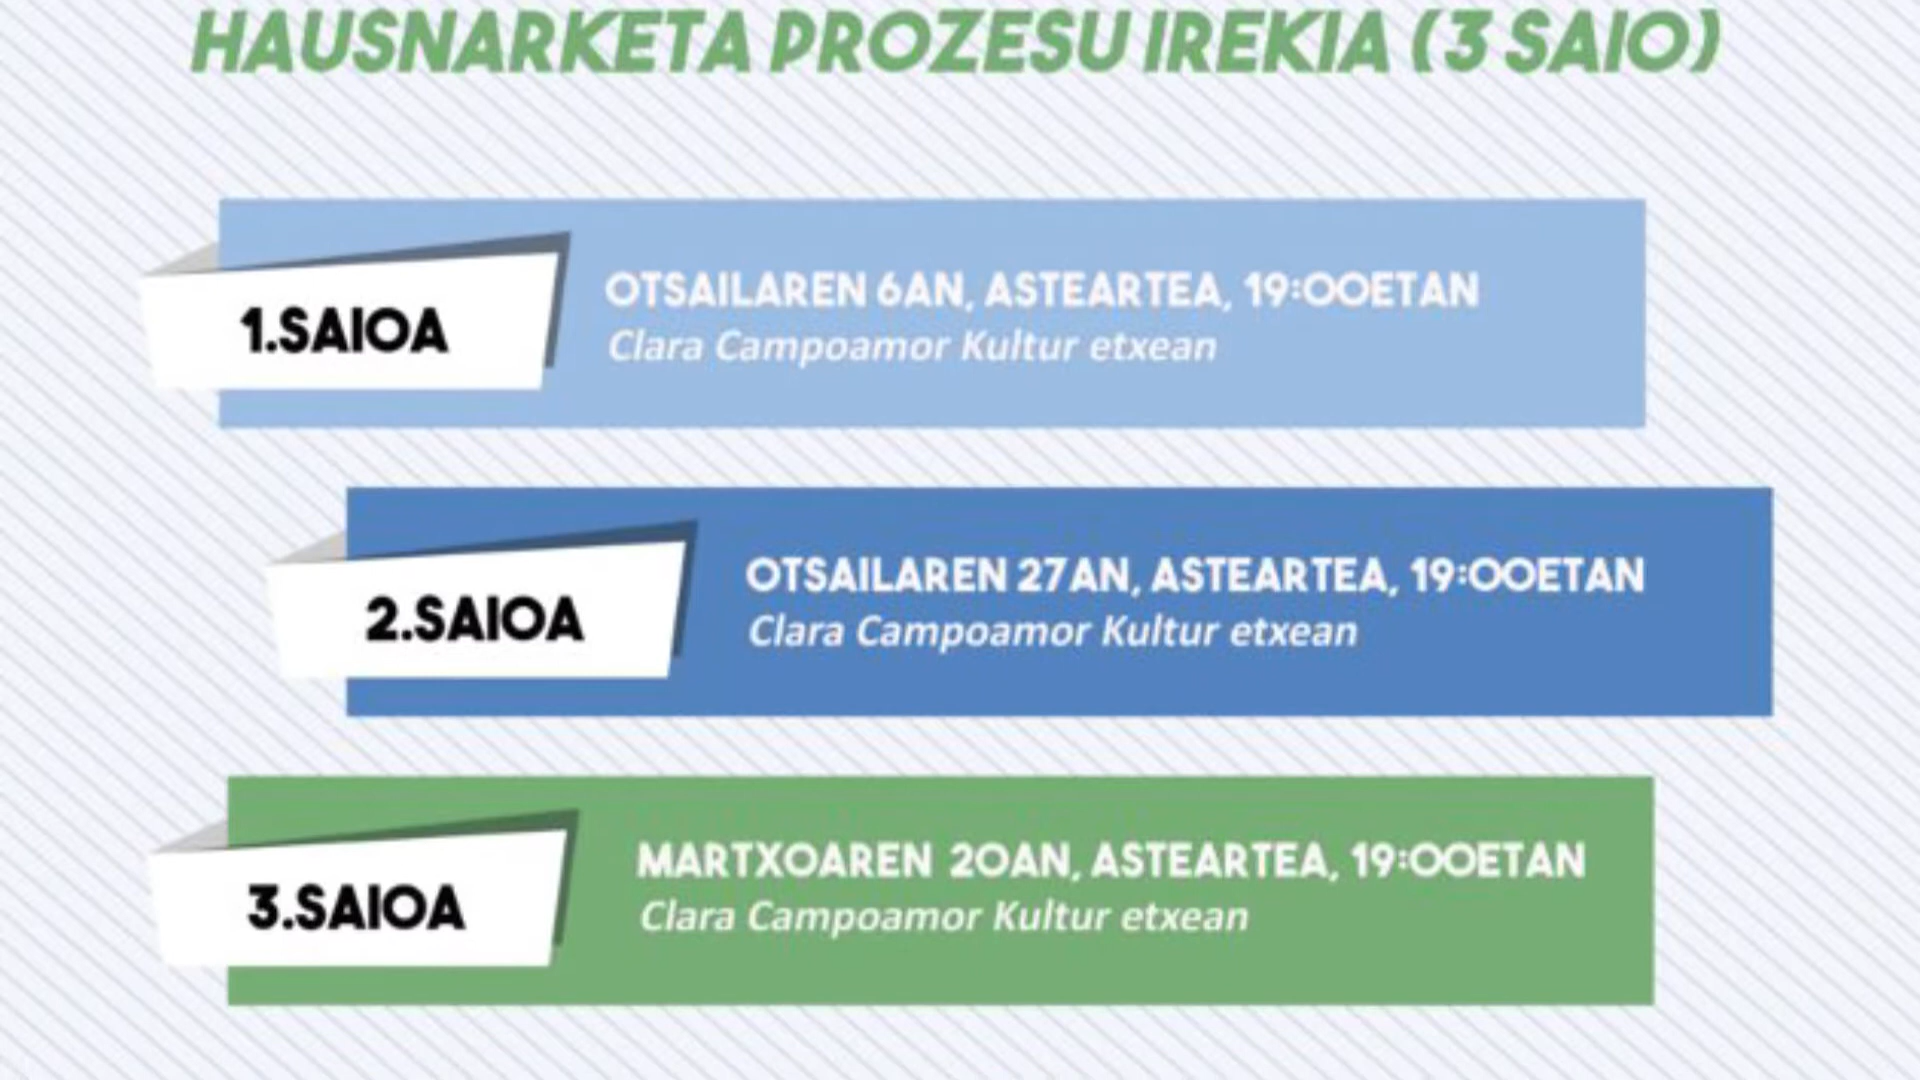 HAUSNARKETA PROZESU IREKIA (3 SAIO)
1.SAIOA
OTSAILAREN 6AN, ASTEARTEA, 19:00ETAN
Clara Campoamor Kultur etxean
2.SAIOA
OTSAILAREN 27AN, ASTEARTEA, 19:00ETAN
Clara Campoamor Kultur etxean
3.SAIOA
MARTXOAREN 20AN, ASTEARTEA, 19:00ETAN
Clara Campoamor Kultur etxean